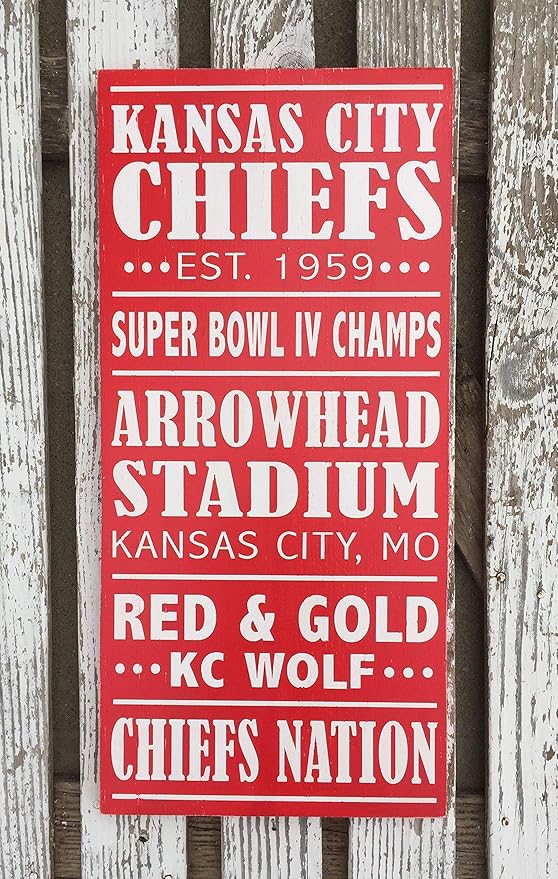 KANSAS CITY
CHIEFS
•••EST. 1959•••
SUPER BOWL IV CHAMPS
ARROWHEAD
STADIUM
KANSAS CITY, MO
RED & GOLD
•••KC WOLF•••
CHIEFS NATION